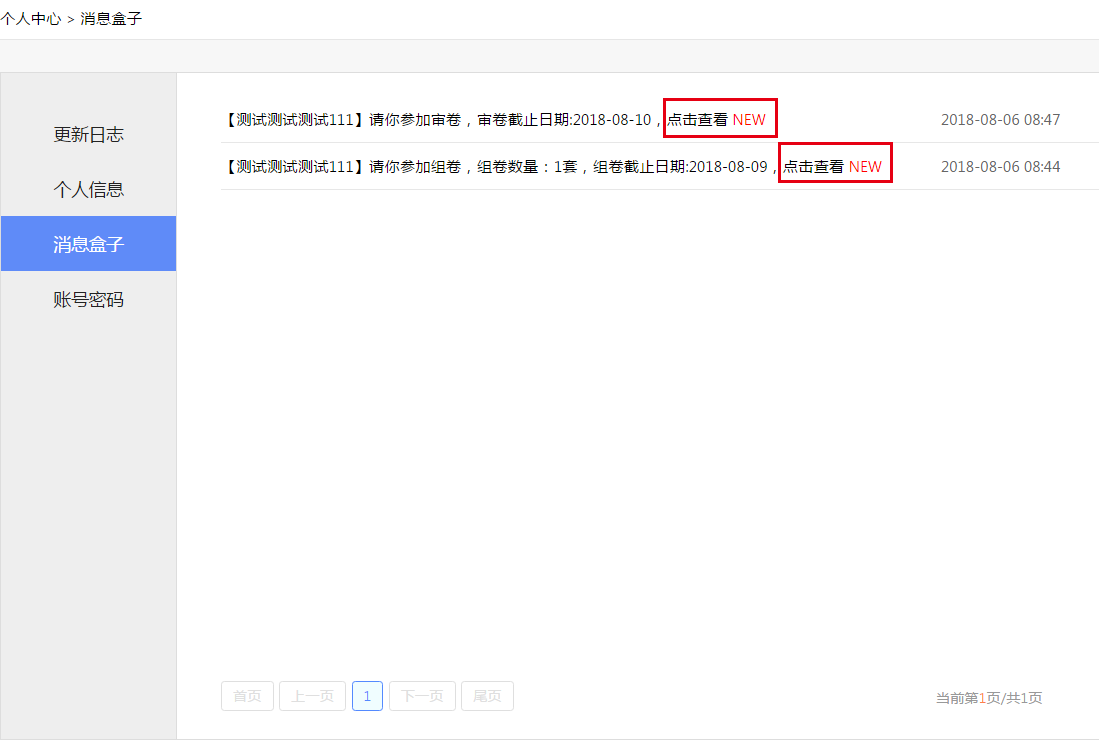 个人中心 > 消息盒子
更新日志
个人信息
消息盒子
账号密码
【测试测试测试111】请你参加审卷，审卷截止日期:2018-08-10，点击查看 NEW 2018-08-06 08:47
【测试测试测试111】请你参加组卷，组卷数量：1套，组卷截止日期:2018-08-09，点击查看 NEW 2018-08-06 08:44
首页 上一页 1 下一页 尾页 当前第1页/共1页